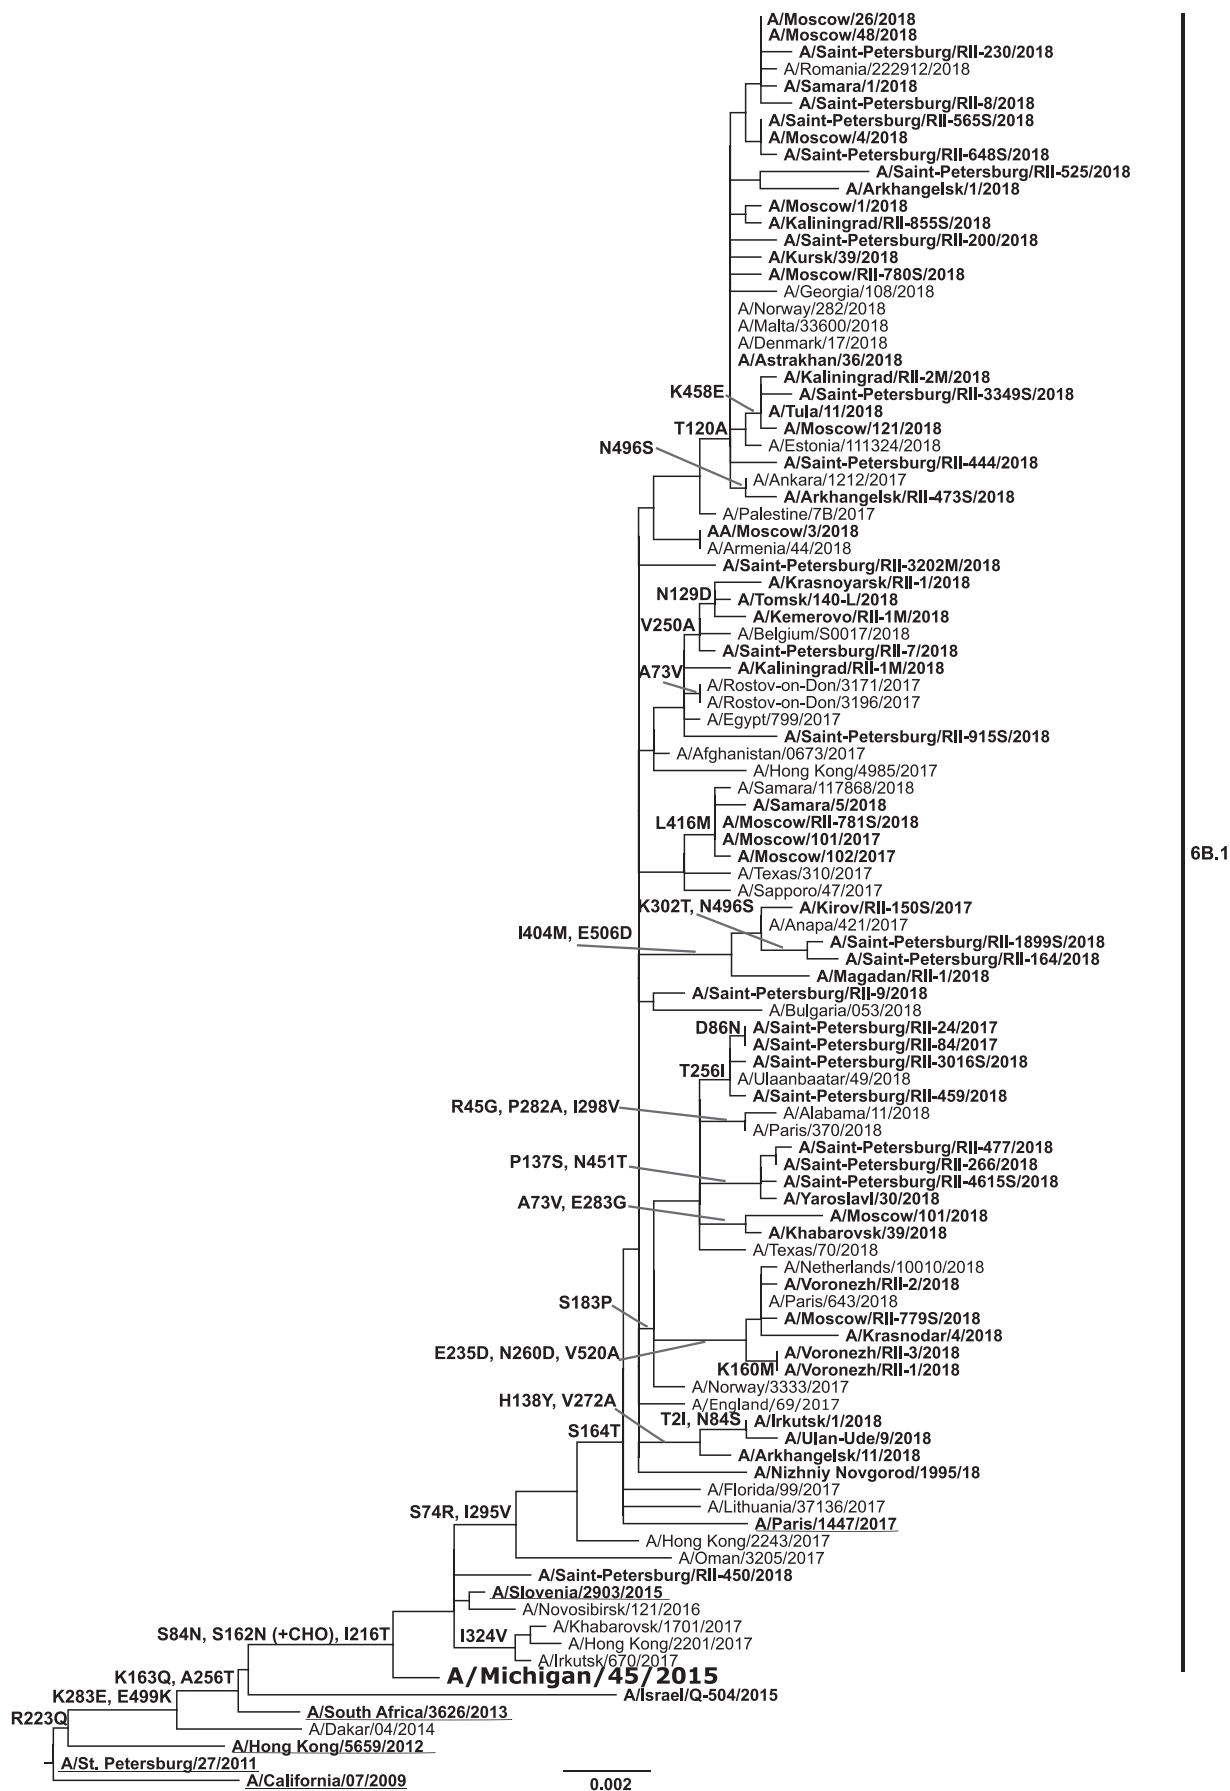 A/Moscow/26/2018
A/Moscow/48/2018
A/Saint-Petersburg/RII-230/2018
A/Romania/222912/2018
A/Samara/1/2018
A/Saint-Petersburg/RII-8/2018
A/Saint-Petersburg/RII-565S/2018
A/Moscow/4/2018
A/Saint-Petersburg/RII-648S/2018
A/Saint-Petersburg/RII-525/2018
A/Arkhangelsk/1/2018
A/Moscow/1/2018
A/Kaliningrad/RII-855S/2018
A/Saint-Petersburg/RII-200/2018
A/Kursk/39/2018
A/Moscow/RII-780S/2018
A/Georgia/108/2018
A/Norway/282/2018
A/Malta/33600/2018
A/Denmark/17/2018
A/Astrakhan/36/2018
A/Kaliningrad/RII-2M/2018
K458E
A/Saint-Petersburg/RII-3349S/2018
A/Tula/11/2018
T120A
A/Moscow/121/2018
A/Estonia/111324/2018
N496S
A/Saint-Petersburg/RII-444/2018
A/Ankara/1212/2017
A/Arkhangelsk/RII-473S/2018
A/Palestine/7B/2017
AA/Moscow/3/2018
A/Armenia/44/2018
A/Saint-Petersburg/RII-3202M/2018
A/Krasnoyarsk/RII-1/2018
N129D
A/Tomsk/140-L/2018
A/Kemerovo/RII-1M/2018
V250A
A/Belgium/S0017/2018
A/Saint-Petersburg/RII-7/2018
A/Kaliningrad/RII-1M/2018
A73V
A/Rostov-on-Don/3171/2017
A/Rostov-on-Don/3196/2017
A/Egypt/799/2017
A/Saint-Petersburg/RII-915S/2018
A/Afghanistan/0673/2017
A/Hong Kong/4985/2017
A/Samara/117868/2018
A/Samara/5/2018
L416M
A/Moscow/RII-781S/2018
A/Moscow/101/2017
A/Moscow/102/2017
6B.1
A/Texas/310/2017
A/Sapporo/47/2017
K302T, N496S
A/Kirov/RII-150S/2017
A/Anapa/421/2017
I404M, E506D
A/Saint-Petersburg/RII-1899S/2018
A/Saint-Petersburg/RII-164/2018
A/Magadan/RII-1/2018
A/Saint-Petersburg/RII-9/2018
A/Bulgaria/053/2018
D86N
A/Saint-Petersburg/RII-24/2017
A/Saint-Petersburg/RII-84/2017
A/Saint-Petersburg/RII-3016S/2018
T256I
A/Ulaanbaatar/49/2018
A/Saint-Petersburg/RII-459/2018
R45G, P282A, I298V
A/Alabama/11/2018
A/Paris/370/2018
A/Saint-Petersburg/RII-477/2018
P137S, N451T
A/Saint-Petersburg/RII-266/2018
A/Saint-Petersburg/RII-4615S/2018
A/Yaroslavl/30/2018
A73V, E283G
A/Moscow/101/2018
A/Khabarovsk/39/2018
A/Texas/70/2018
A/Netherlands/10010/2018
A/Voronezh/RII-2/2018
S183P
A/Paris/643/2018
A/Moscow/RII-779S/2018
A/Krasnodar/4/2018
E235D, N260D, V520A
A/Voronezh/RII-3/2018
K160M
A/Voronezh/RII-1/2018
A/Norway/3333/2017
H138Y, V272A
A/England/69/2017
T2I, N84S
A/Irkutsk/1/2018
S164T
A/Ulan-Ude/9/2018
A/Arkhangelsk/11/2018
A/Nizhniy Novgorod/1995/18
A/Florida/99/2017
S74R, I295V
A/Lithuania/37136/2017
A/Paris/1447/2017
A/Hong Kong/2243/2017
A/Oman/3205/2017
A/Saint-Petersburg/RII-450/2018
A/Slovenia/2903/2015
A/Novosibirsk/121/2016
S84N, S162N (+CHO), I216T
I324V
A/Khabarovsk/1701/2017
A/Hong Kong/2201/2017
A/Irkutsk/670/2017
K163Q, A256T
A/Michigan/45/2015
K283E, E499K
A/Israel/Q-504/2015
R223Q
A/South Africa/3626/2013
A/Dakar/04/2014
A/Hong Kong/5659/2012
A/St. Petersburg/27/2011
A/California/07/2009
0.002